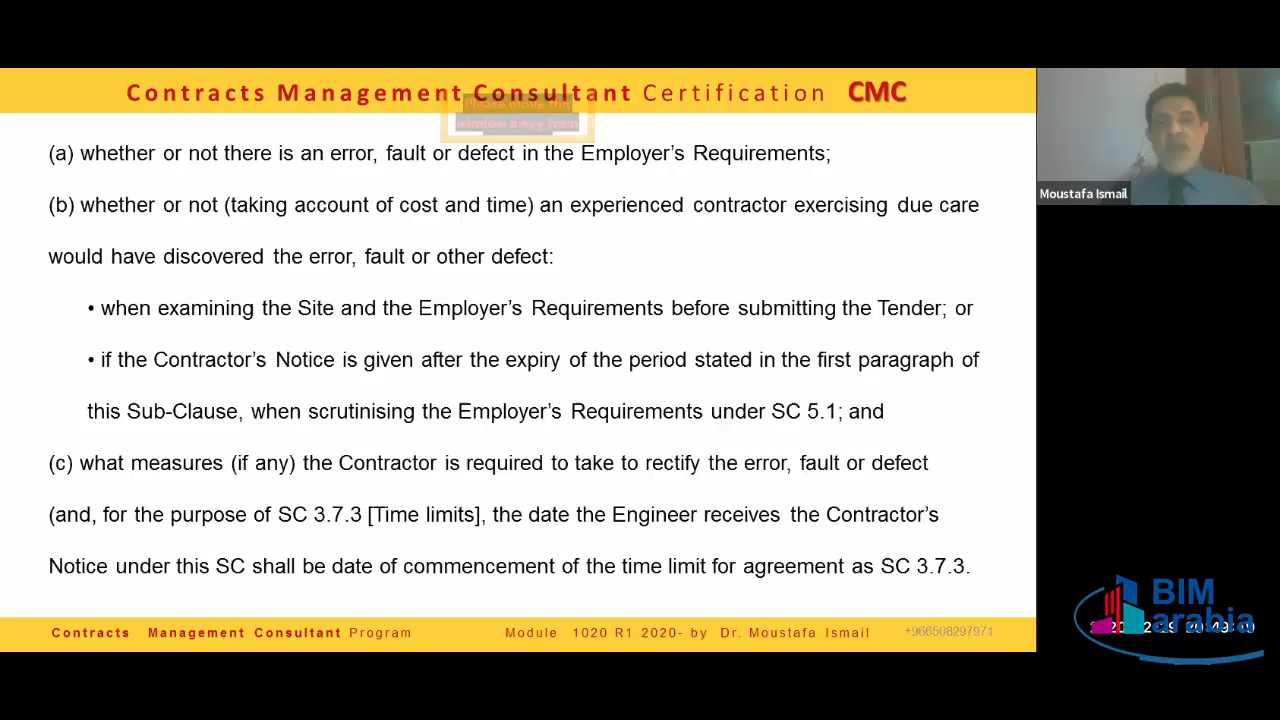 Contracts Management Consultant Certification CMC
Please move this
window away from
(a) whether or not there is an error, fault or defect in the Employer's Requirements;
(b) whether or not (taking account of cost and time) an experienced contractor exercising due care
would have discovered the error, fault or other defect:
• when examining the Site and the Employer's Requirements before submitting the Tender; or
• if the Contractor's Notice is given after the expiry of the period stated in the first paragraph of
this Sub-Clause, when scrutinising the Employer's Requirements under SC 5.1; and
(c) what measures (if any) the Contractor is required to take to rectify the error, fault or defect
(and, for the purpose of SC 3.7.3 [Time limits], the date the Engineer receives the Contractor's
Notice under this SC shall be date of commencement of the time limit for agreement as SC 3.7.3.
Contracts Management Consultant Program
Module 1020 R1 2020- by Dr. Moustafa Ismail
+966508297971
Moustafa Ismail
BIM
arabia